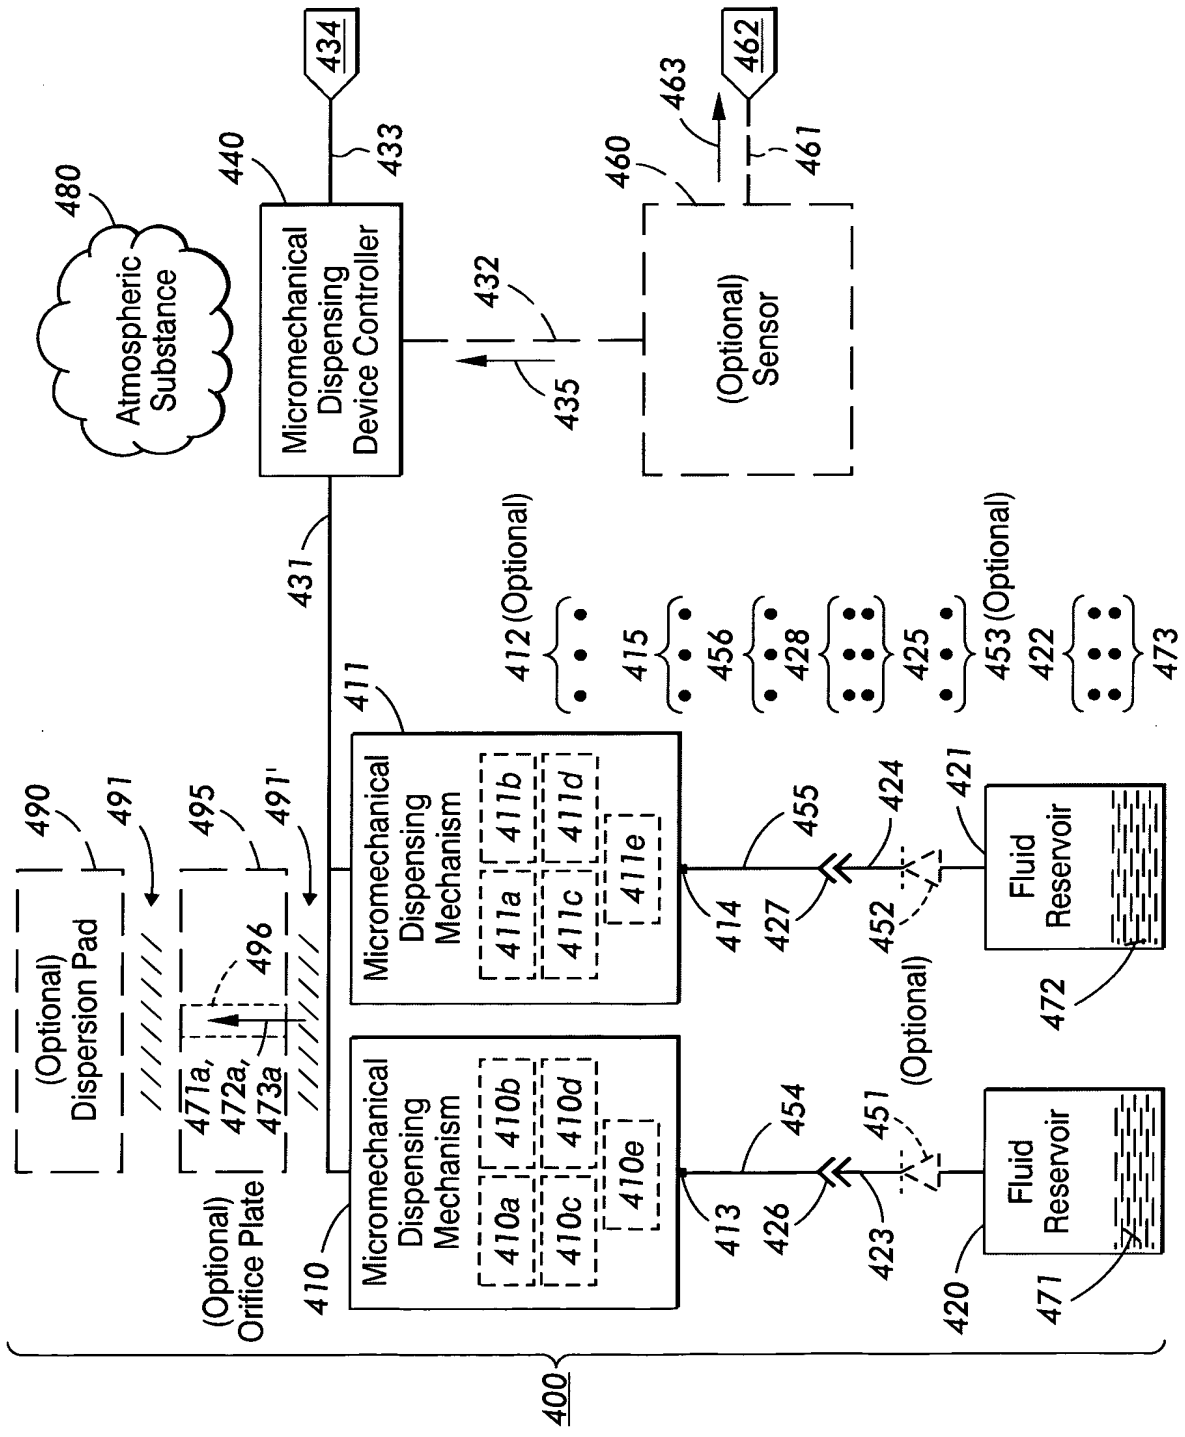 400
(Optional)
Dispersion Pad
490
491
(Optional)
Orifice Plate
471a,
472a,
473a
496
495
491'
Atmospheric
Substance
480
410
Micromechanical
Dispensing
Mechanism
410a
410b
410c
410d
410e
411
Micromechanical
Dispensing
Mechanism
411a
411b
411c
411d
411e
431
Micromechanical
Dispensing
Device Controller
440
433
434
432
435
(Optional)
Sensor
460
461
462
463
412 (Optional)
415
456
428
425
453 (Optional)
422
473
413
454
426
423
451
(Optional)
414
455
427
424
452
420
Fluid
Reservoir
471
421
Fluid
Reservoir
472